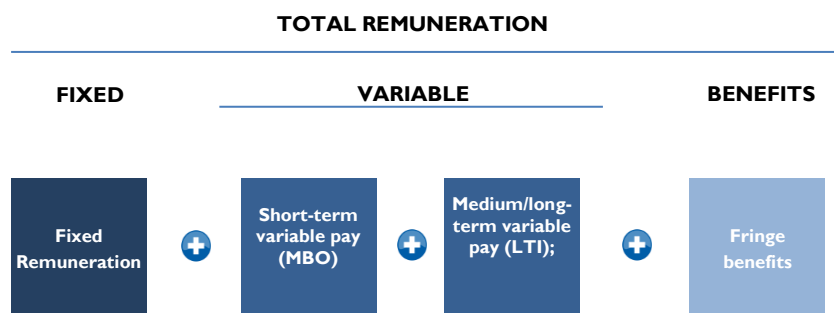 TOTAL REMUNERATION
FIXED
VARIABLE
BENEFITS
Fixed
Remuneration
Short-term
variable pay
(MBO)
Medium/long-
term variable
pay (LTI);
Fringe
benefits